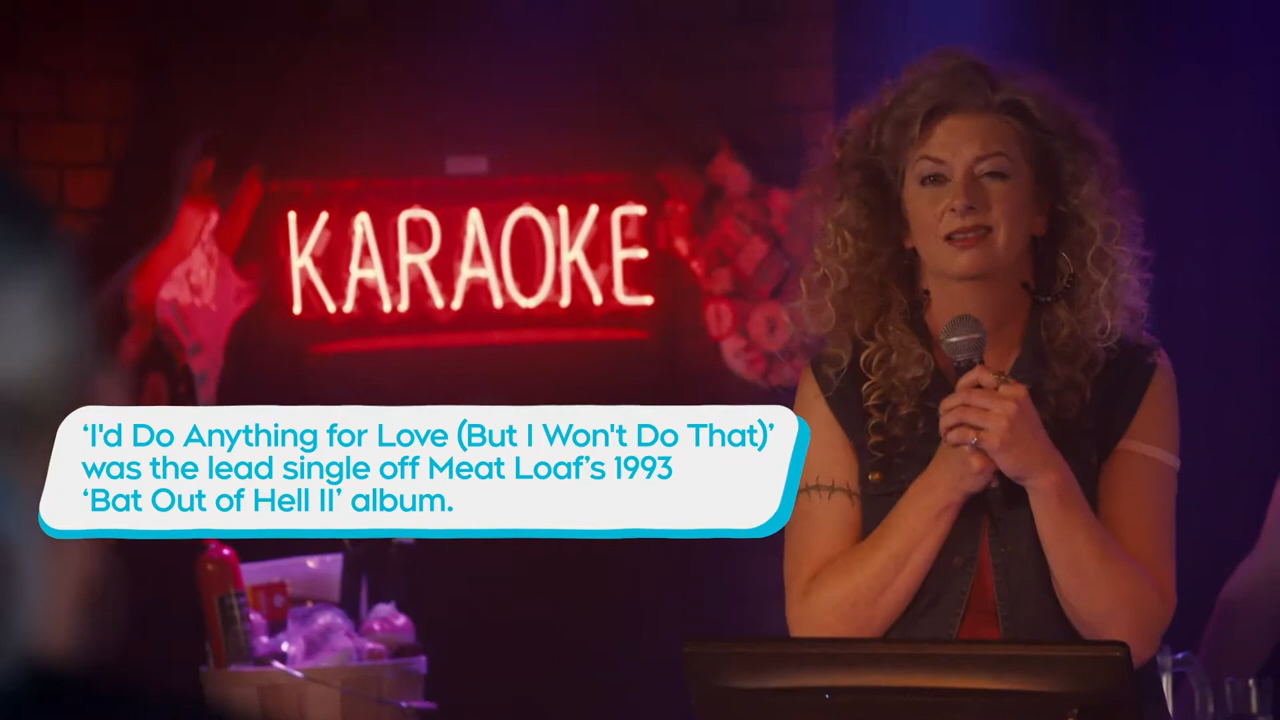 KARAOKE
‘I'd Do Anything for Love (But I Won't Do That)’
was the lead single off Meat Loaf’s 1993
‘Bat Out of Hell II’ album.